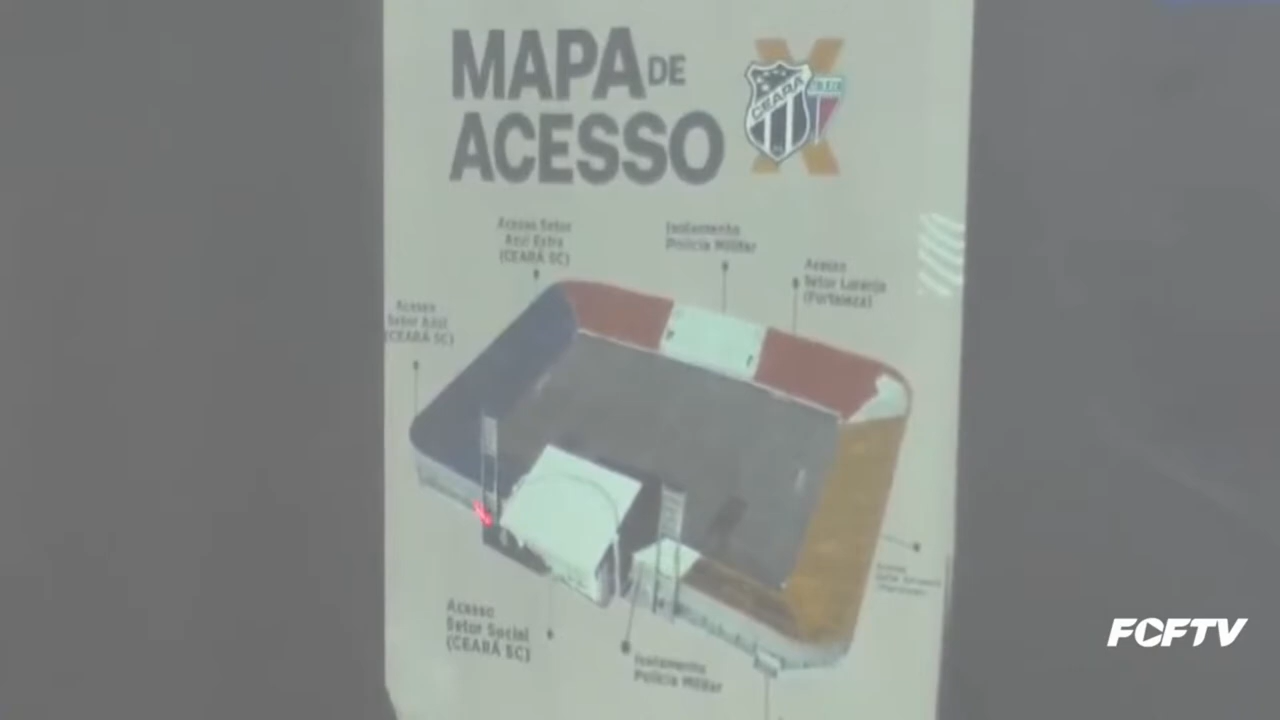 MAPA DE
ACESSO
CEARÁ
Acesso Setor
Azul Extra
(CEARÁ SC)
Isolamento
Polícia Militar
Acesso
Setor Laranja
(Fortaleza)
Acesso
Setor Azul
(CEARÁ SC)
Acesso
Setor Social
(CEARÁ SC)
Isolamento
Polícia Militar
FCFTV